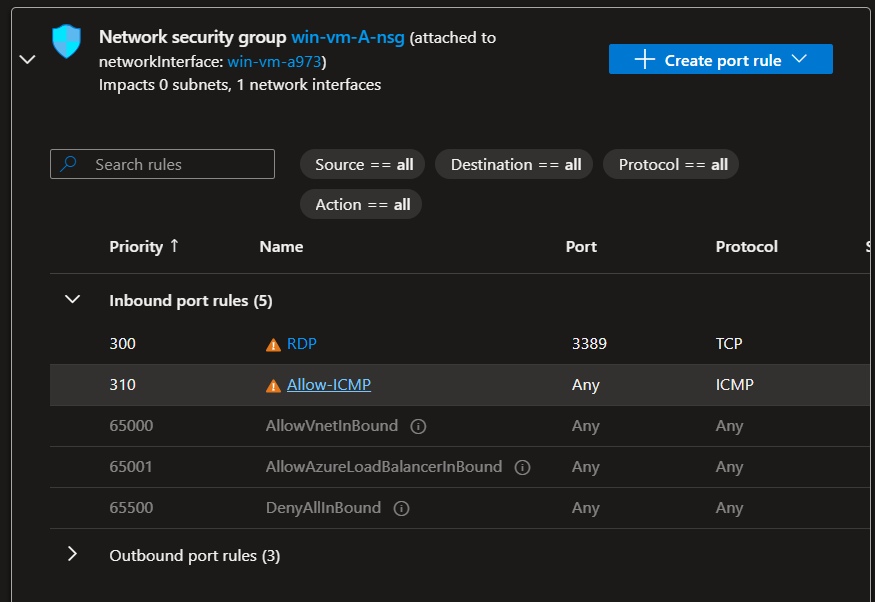 Network security group win-vm-A-nsg (attached to
networkInterface: win-vm-a973)
Impacts 0 subnets, 1 network interfaces
Create port rule
Search rules
Source == all
Destination == all
Protocol == all
Action == all
Priority ↑ Name Port Protocol
Inbound port rules (5)
300 RDP 3389 TCP
310 Allow-ICMP Any ICMP
65000 AllowVnetInBound Any Any
65001 AllowAzureLoadBalancerInBound Any Any
65500 DenyAllInBound Any Any
Outbound port rules (3)